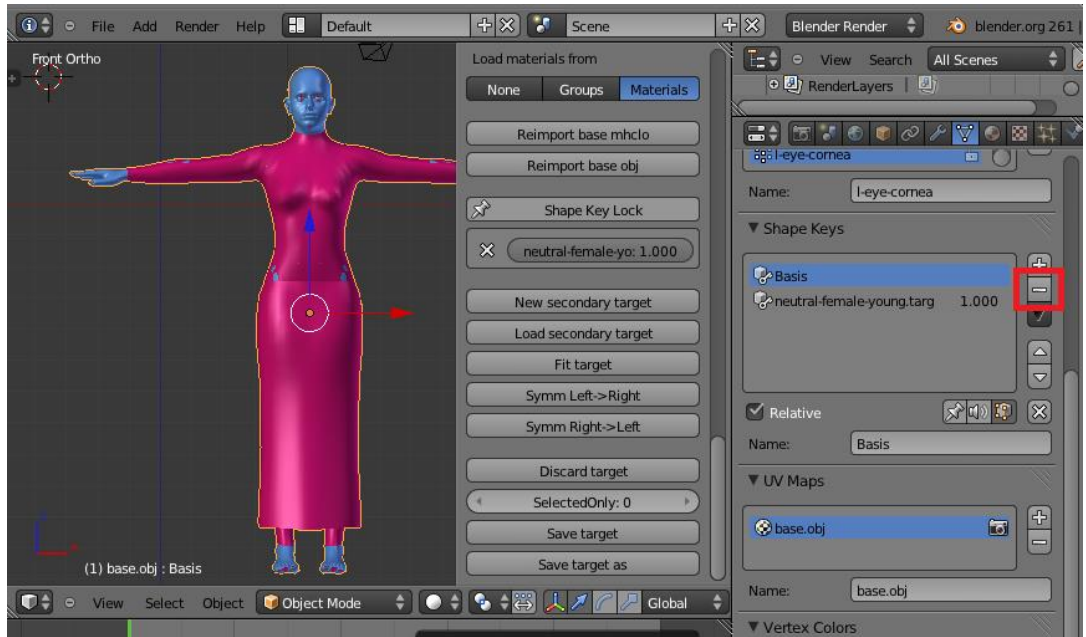 File Add Render Help Default Scene Blender Render blender.org 261
Front Ortho
(1) base.obj : Basis
View Select Object Object Mode Global
Load materials from
None Groups Materials
Reimport base mhclo
Reimport base obj
Shape Key Lock
neutral-female-yo: 1.000
New secondary target
Load secondary target
Fit target
Symm Left->Right
Symm Right->Left
Discard target
SelectedOnly: 0
Save target
Save target as
View Search All Scenes
RenderLayers
l-eye-cornea
Name: l-eye-cornea
Shape Keys
Basis
neutral-female-young.targ 1.000
Relative
Name: Basis
UV Maps
base.obj
Name: base.obj
Vertex Colors